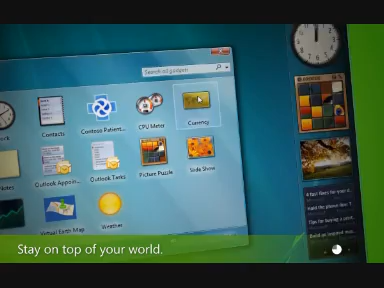 Search all gadgets
Contacts
Contoso Patient...
CPU Meter
Currency
Outlook Appoin...
Outlook Tasks
Picture Puzzle
Slide Show
Virtual Earth Map
Weather
Stay on top of your world.